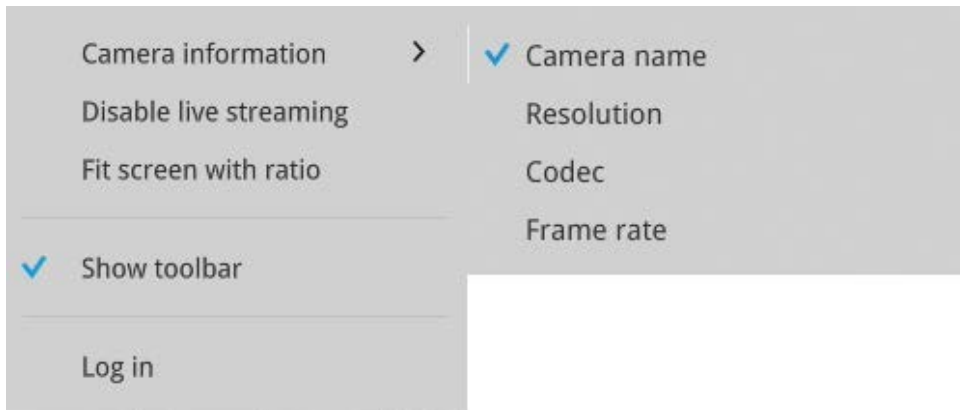 Camera information
Disable live streaming
Fit screen with ratio
Show toolbar
Log in
Camera name
Resolution
Codec
Frame rate